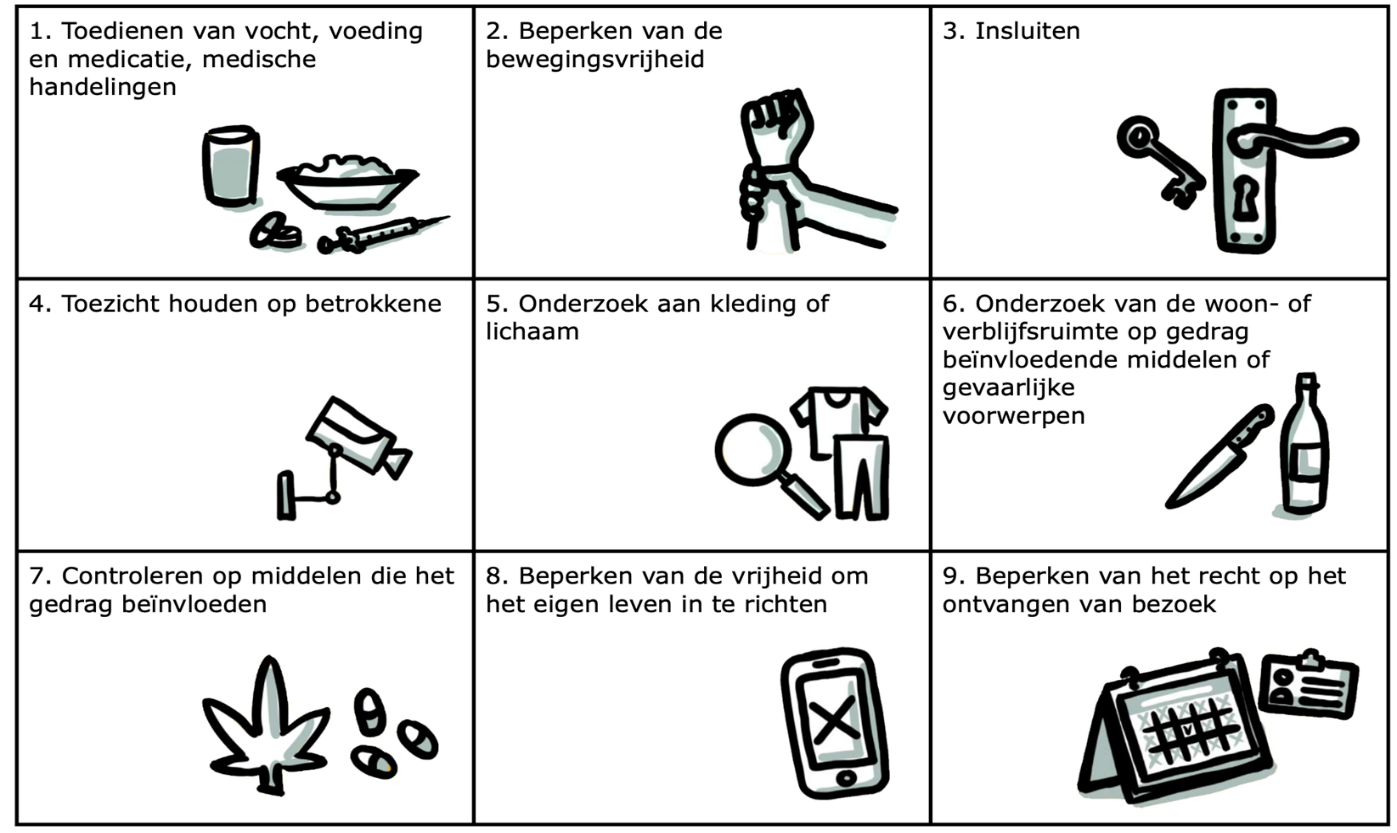 1. Toedienen van vocht, voeding
en medicatie, medische
handelingen
2. Beperken van de
bewegingsvrijheid
3. Insluiten
4. Toezicht houden op betrokkene
5. Onderzoek aan kleding of
lichaam
6. Onderzoek van de woon- of
verblijfsruimte op gedrag
beïnvloedende middelen of
gevaarlijke
voorwerpen
7. Controleren op middelen die het
gedrag beïnvloeden
8. Beperken van de vrijheid om
het eigen leven in te richten
9. Beperken van het recht op het
ontvangen van bezoek